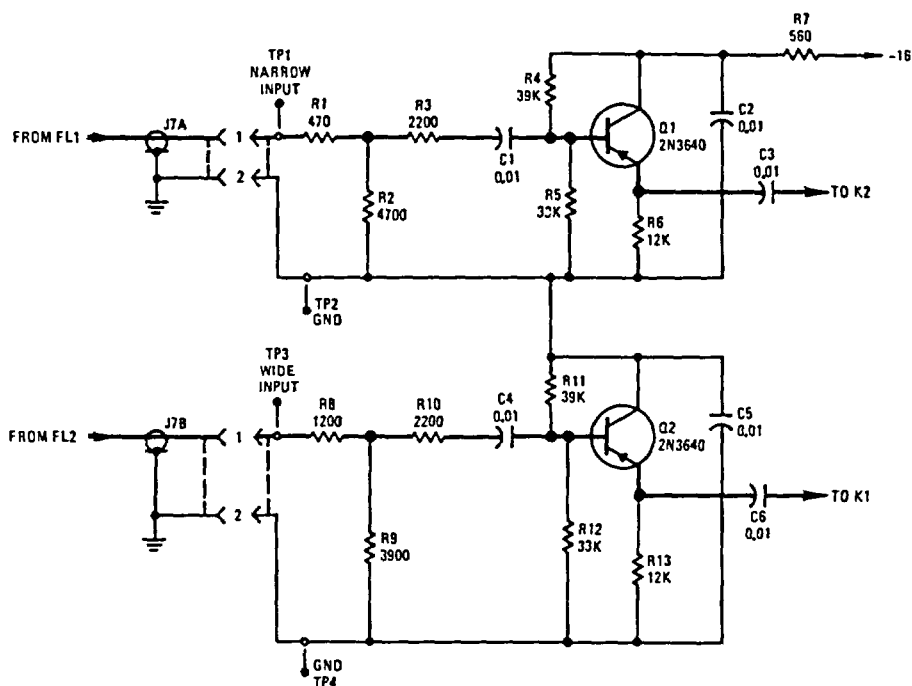 R7
560
-16
TP1
NARROW
INPUT
R4
39K
J7A
R1
470
R3
2200
C2
0.01
FROM FL1
1
Q1
2N3640
C1
0.01
C3
0.01
2
R2
4700
R5
33K
TO K2
R6
12K
TP2
GND
TP3
WIDE
INPUT
R11
39K
J7B
R8
1200
R10
2200
C4
0.01
C5
0.01
FROM FL2
1
Q2
2N3640
TO K1
2
C6
0.01
R9
3900
R12
33K
R13
12K
GND
TP4